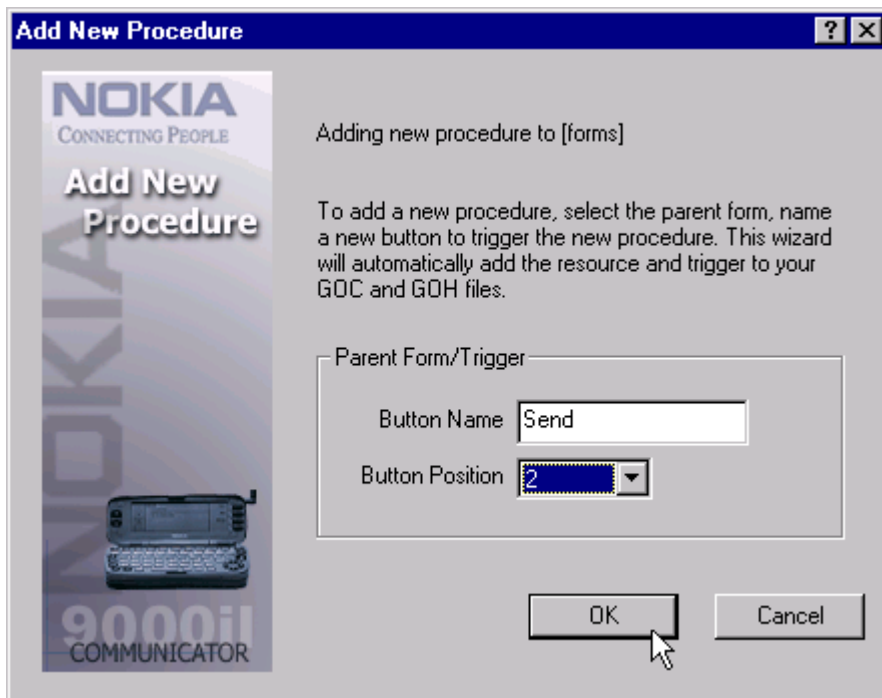 Add New Procedure
NOKIA
CONNECTING PEOPLE
Add New
Procedure
NOKIA
9000il
COMMUNICATOR
Adding new procedure to [forms]
To add a new procedure, select the parent form, name
a new button to trigger the new procedure. This wizard
will automatically add the resource and trigger to your
GOC and GOH files.
Parent Form/Trigger
Button Name Send
Button Position 2
OK Cancel